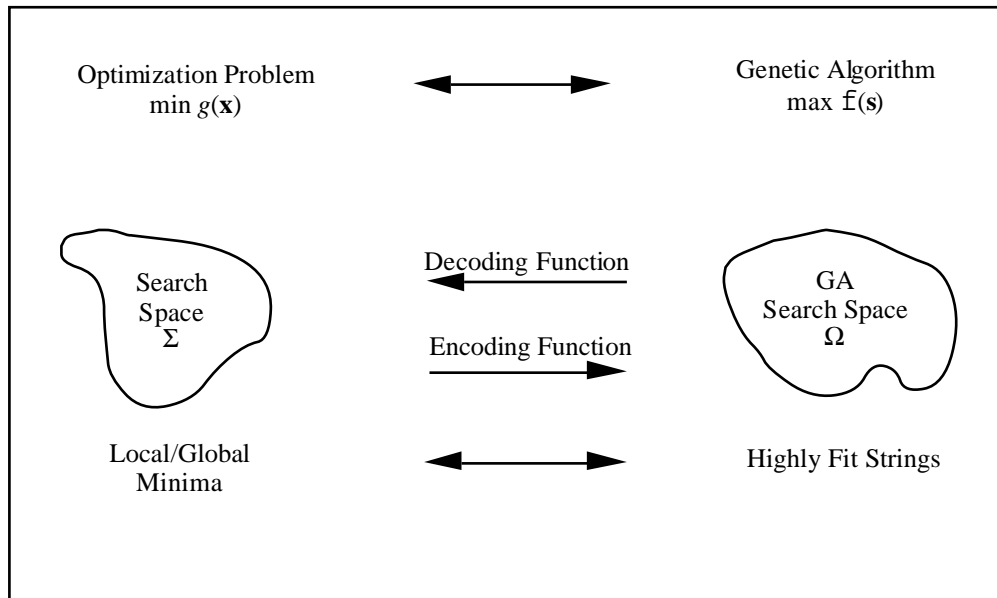 Optimization Problem
min g(x)
Genetic Algorithm
max f(s)
Search
Space
Σ
Decoding Function
Encoding Function
GA
Search Space
Ω
Local/Global
Minima
Highly Fit Strings